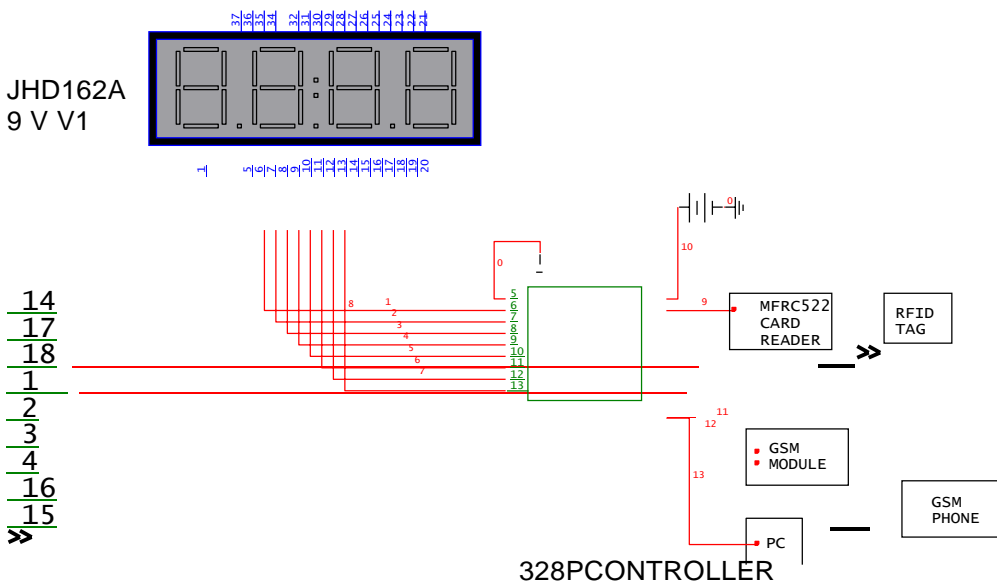 37 36 35 34 32 31 30 29 28 27 26 25 24 23 22 21
JHD162A
9 V V1
1 5 6 7 8 9 10 11 12 13 14 15 16 17 18 19 20
0
10
0
8 1
2
3
4
5
6
7
5
6
7
8
9
10
11
12
13
9
MFRC522
CARD
READER
RFID
TAG
»
14
17
18
1
2
3
4
16
15
»
11
12
13
GSM
MODULE
GSM
PHONE
PC
328PCONTROLLER